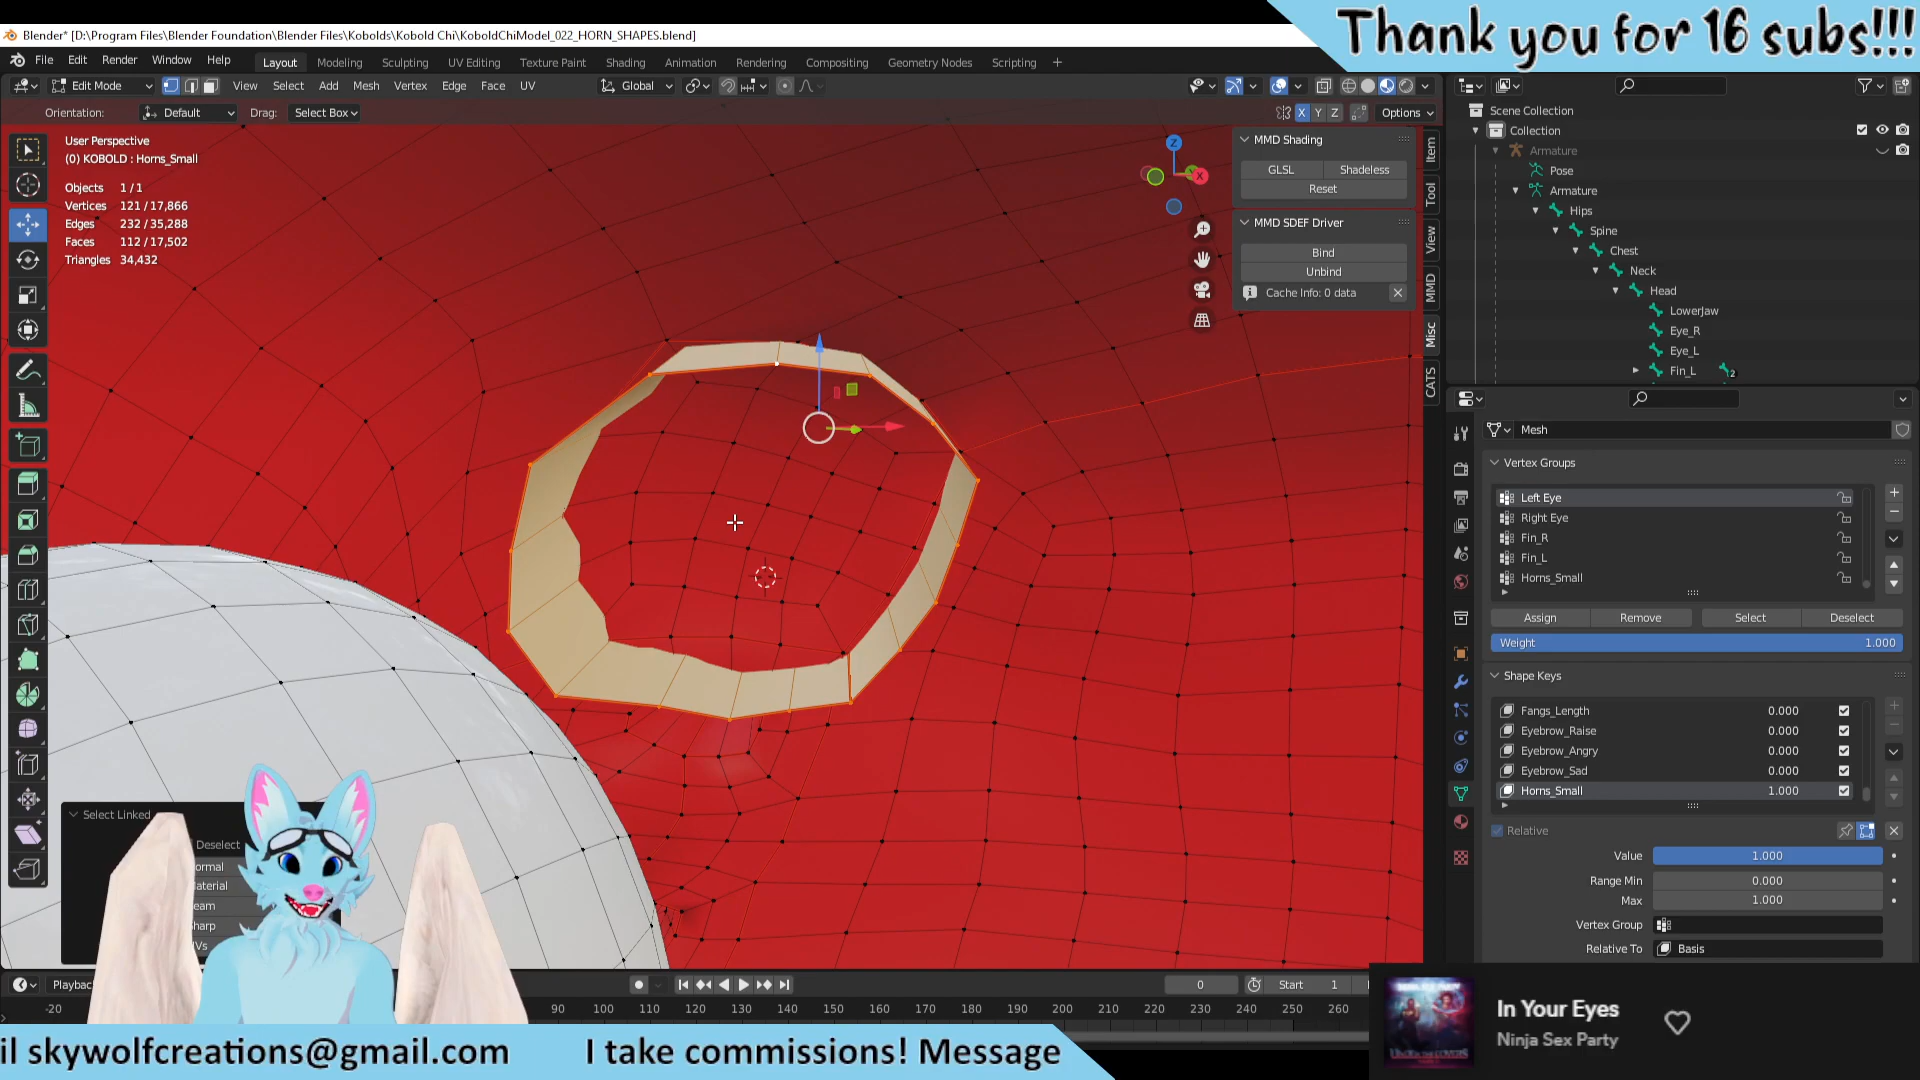 Thank you for 16 subs!!!
Blender* [D:\Program Files\Blender Foundation\Blender Files\Kobolds\Kobold Chi\KoboldChiModel_022_HORN_SHAPES.blend]
File Edit Render Window Help Layout Modeling Sculpting UV Editing Texture Paint Shading Animation Rendering Compositing Geometry Nodes Scripting +
Edit Mode View Select Add Mesh Vertex Edge Face UV Global
Orientation: Default Drag: Select Box X Y Z Options
User Perspective
(0) KOBOLD : Horns_Small
Objects 1 / 1
Vertices 121 / 17,866
Edges 232 / 35,288
Faces 112 / 17,502
Triangles 34,432
Z
X
MMD Shading
GLSL Shadeless
Reset
MMD SDEF Driver
Bind
Unbind
Cache Info: 0 data
Item
Tool
View
MMD
Misc
CATS
Scene Collection
Collection
Armature
Pose
Armature
Hips
Spine
Chest
Neck
Head
LowerJaw
Eye_R
Eye_L
Fin_L 2
Mesh
Vertex Groups
Left Eye
Right Eye
Fin_R
Fin_L
Horns_Small
Assign Remove Select Deselect
Weight 1.000
Shape Keys
Fangs_Length 0.000
Eyebrow_Raise 0.000
Eyebrow_Angry 0.000
Eyebrow_Sad 0.000
Horns_Small 1.000
Relative
Value 1.000
Range Min 0.000
Max 1.000
Vertex Group
Relative To Basis
Select Linked
Deselect
Playbac
0 Start 1
-20 90 100 110 120 130 140 150 160 170 180 190 200 210 220 230 240 250 260
In Your Eyes
Ninja Sex Party
il skywolfcreations@gmail.com I take commissions! Message